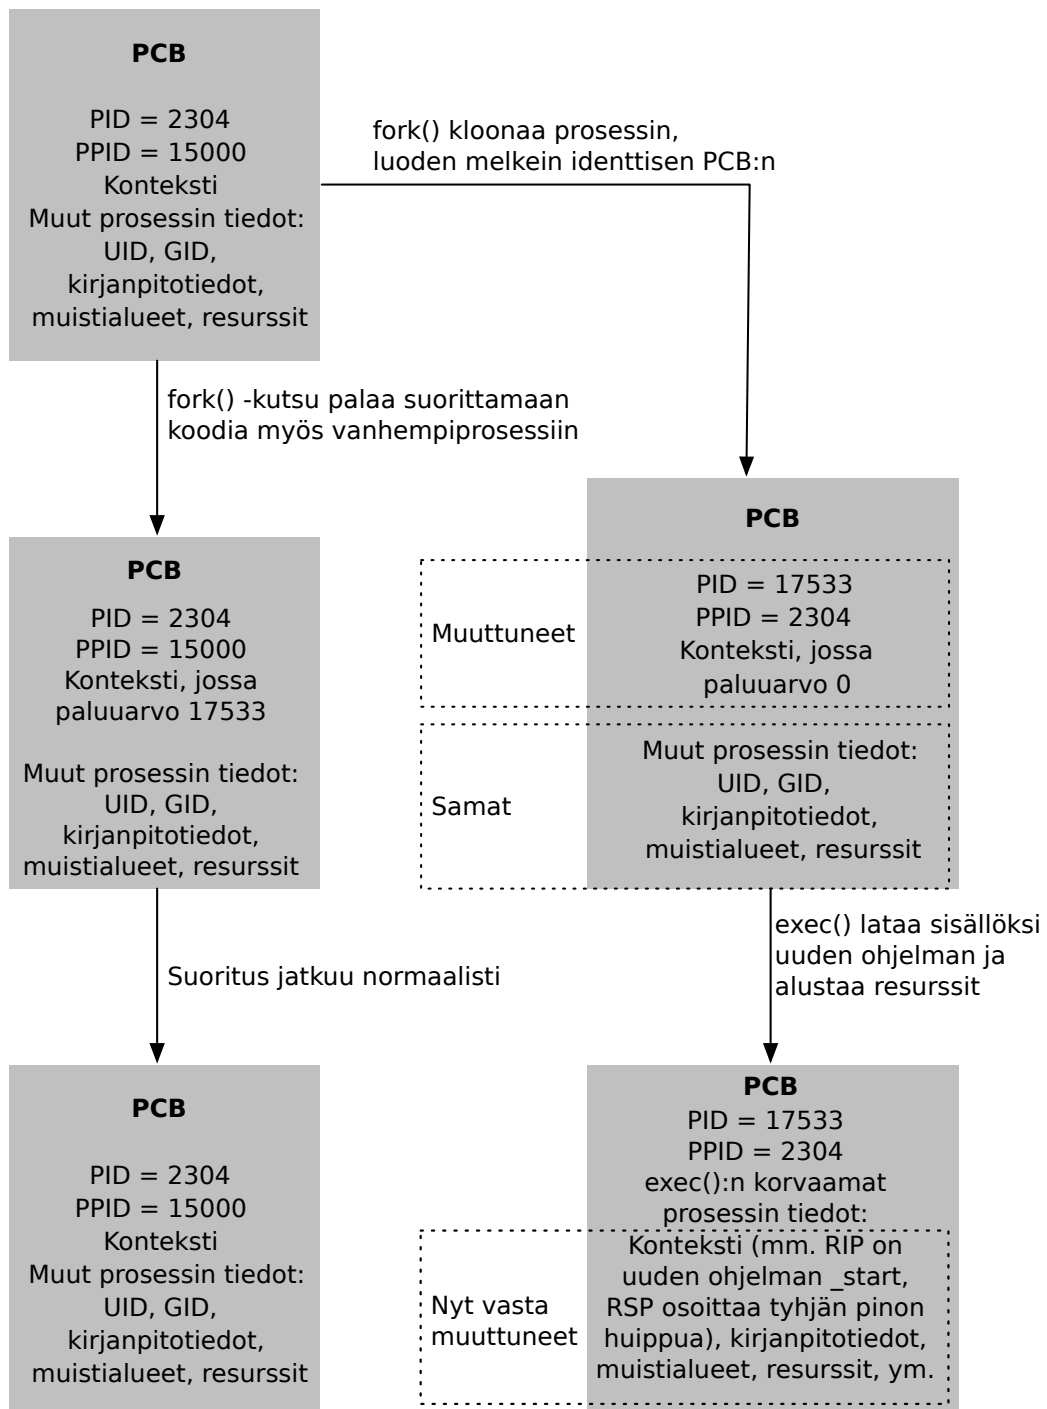 PCB
PID = 2304
PPID = 15000
Konteksti
Muut prosessin tiedot:
UID, GID,
kirjanpitotiedot,
muistialueet, resurssit
fork() kloonaa prosessin,
luoden melkein identtisen PCB:n
fork() -kutsu palaa suorittamaan
koodia myös vanhempiprosessiin
PCB
PID = 2304
PPID = 15000
Konteksti, jossa
paluuarvo 17533
Muut prosessin tiedot:
UID, GID,
kirjanpitotiedot,
muistialueet, resurssit
PCB
Muuttuneet
PID = 17533
PPID = 2304
Konteksti, jossa
paluuarvo 0
Samat
Muut prosessin tiedot:
UID, GID,
kirjanpitotiedot,
muistialueet, resurssit
Suoritus jatkuu normaalisti
exec() lataa sisällöksi
uuden ohjelman ja
alustaa resurssit
PCB
PID = 2304
PPID = 15000
Konteksti
Muut prosessin tiedot:
UID, GID,
kirjanpitotiedot,
muistialueet, resurssit
PCB
PID = 17533
PPID = 2304
exec():n korvaamat
prosessin tiedot:
Nyt vasta
muuttuneet
Konteksti (mm. RIP on
uuden ohjelman _start,
RSP osoittaa tyhjän pinon
huippua), kirjanpitotiedot,
muistialueet, resurssit, ym.